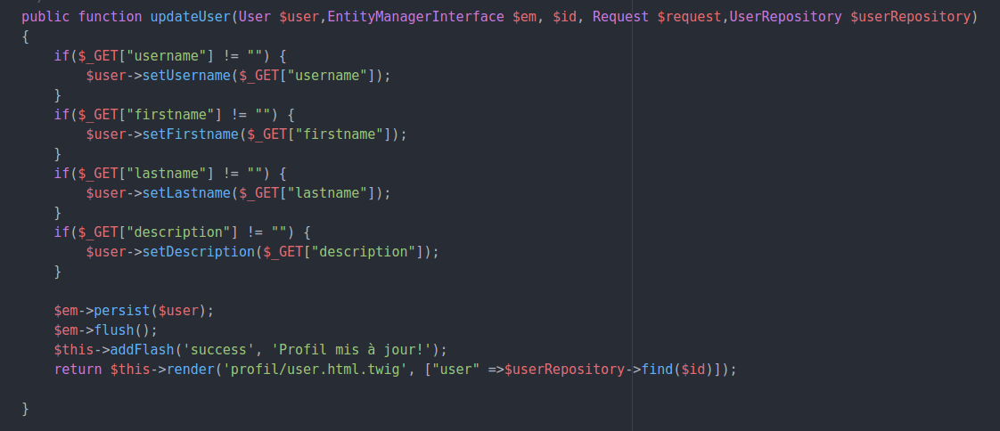 public function updateUser(User $user,EntityManagerInterface $em, $id, Request $request,UserRepository $userRepository)
{
    if($_GET["username"] != "") {
        $user->setUsername($_GET["username"]);
    }
    if($_GET["firstname"] != "") {
        $user->setFirstname($_GET["firstname"]);
    }
    if($_GET["lastname"] != "") {
        $user->setLastname($_GET["lastname"]);
    }
    if($_GET["description"] != "") {
        $user->setDescription($_GET["description"]);
    }

    $em->persist($user);
    $em->flush();
    $this->addFlash('success', 'Profil mis à jour!');
    return $this->render('profil/user.html.twig', ["user" =>$userRepository->find($id)]);

}